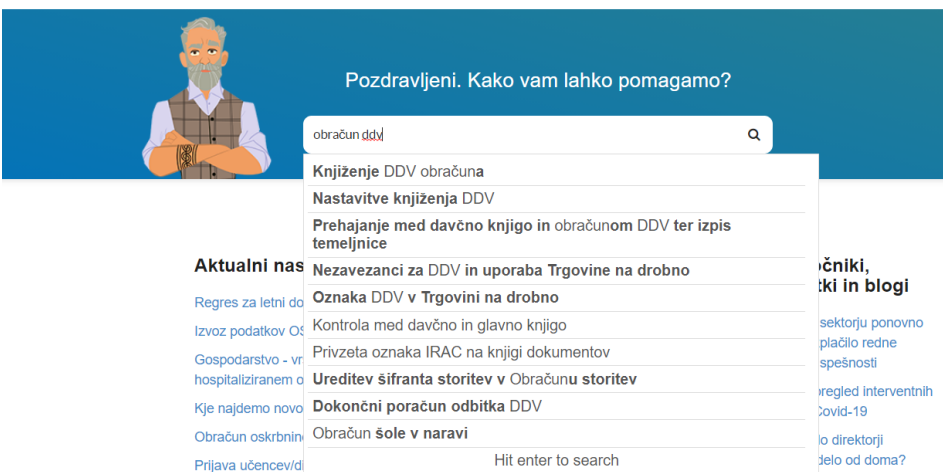 Pozdravljeni. Kako vam lahko pomagamo?
obračun ddv
Knjiženje DDV obračuna
Nastavitve knjiženja DDV
Prehajanje med davčno knjigo in obračunom DDV ter izpis
temeljnice
Nezavezanci za DDV in uporaba Trgovine na drobno
Oznaka DDV v Trgovini na drobno
Kontrola med davčno in glavno knjigo
Privzeta oznaka IRAC na knjigi dokumentov
Ureditev šifranta storitev v Obračunu storitev
Dokončni poračun odbitka DDV
Obračun šole v naravi
Hit enter to search
Aktualni nas
Regres za letni do
Izvoz podatkov OS
Gospodarstvo - vr
hospitaliziranem o
Kje najdemo novo
Obračun oskrbnin
Prijava učencev/di
očniki,
tki in blogi
sektorju ponovno
plačilo redne
spešnosti
pregled interventnih
Covid-19
o direktorji
delo od doma?